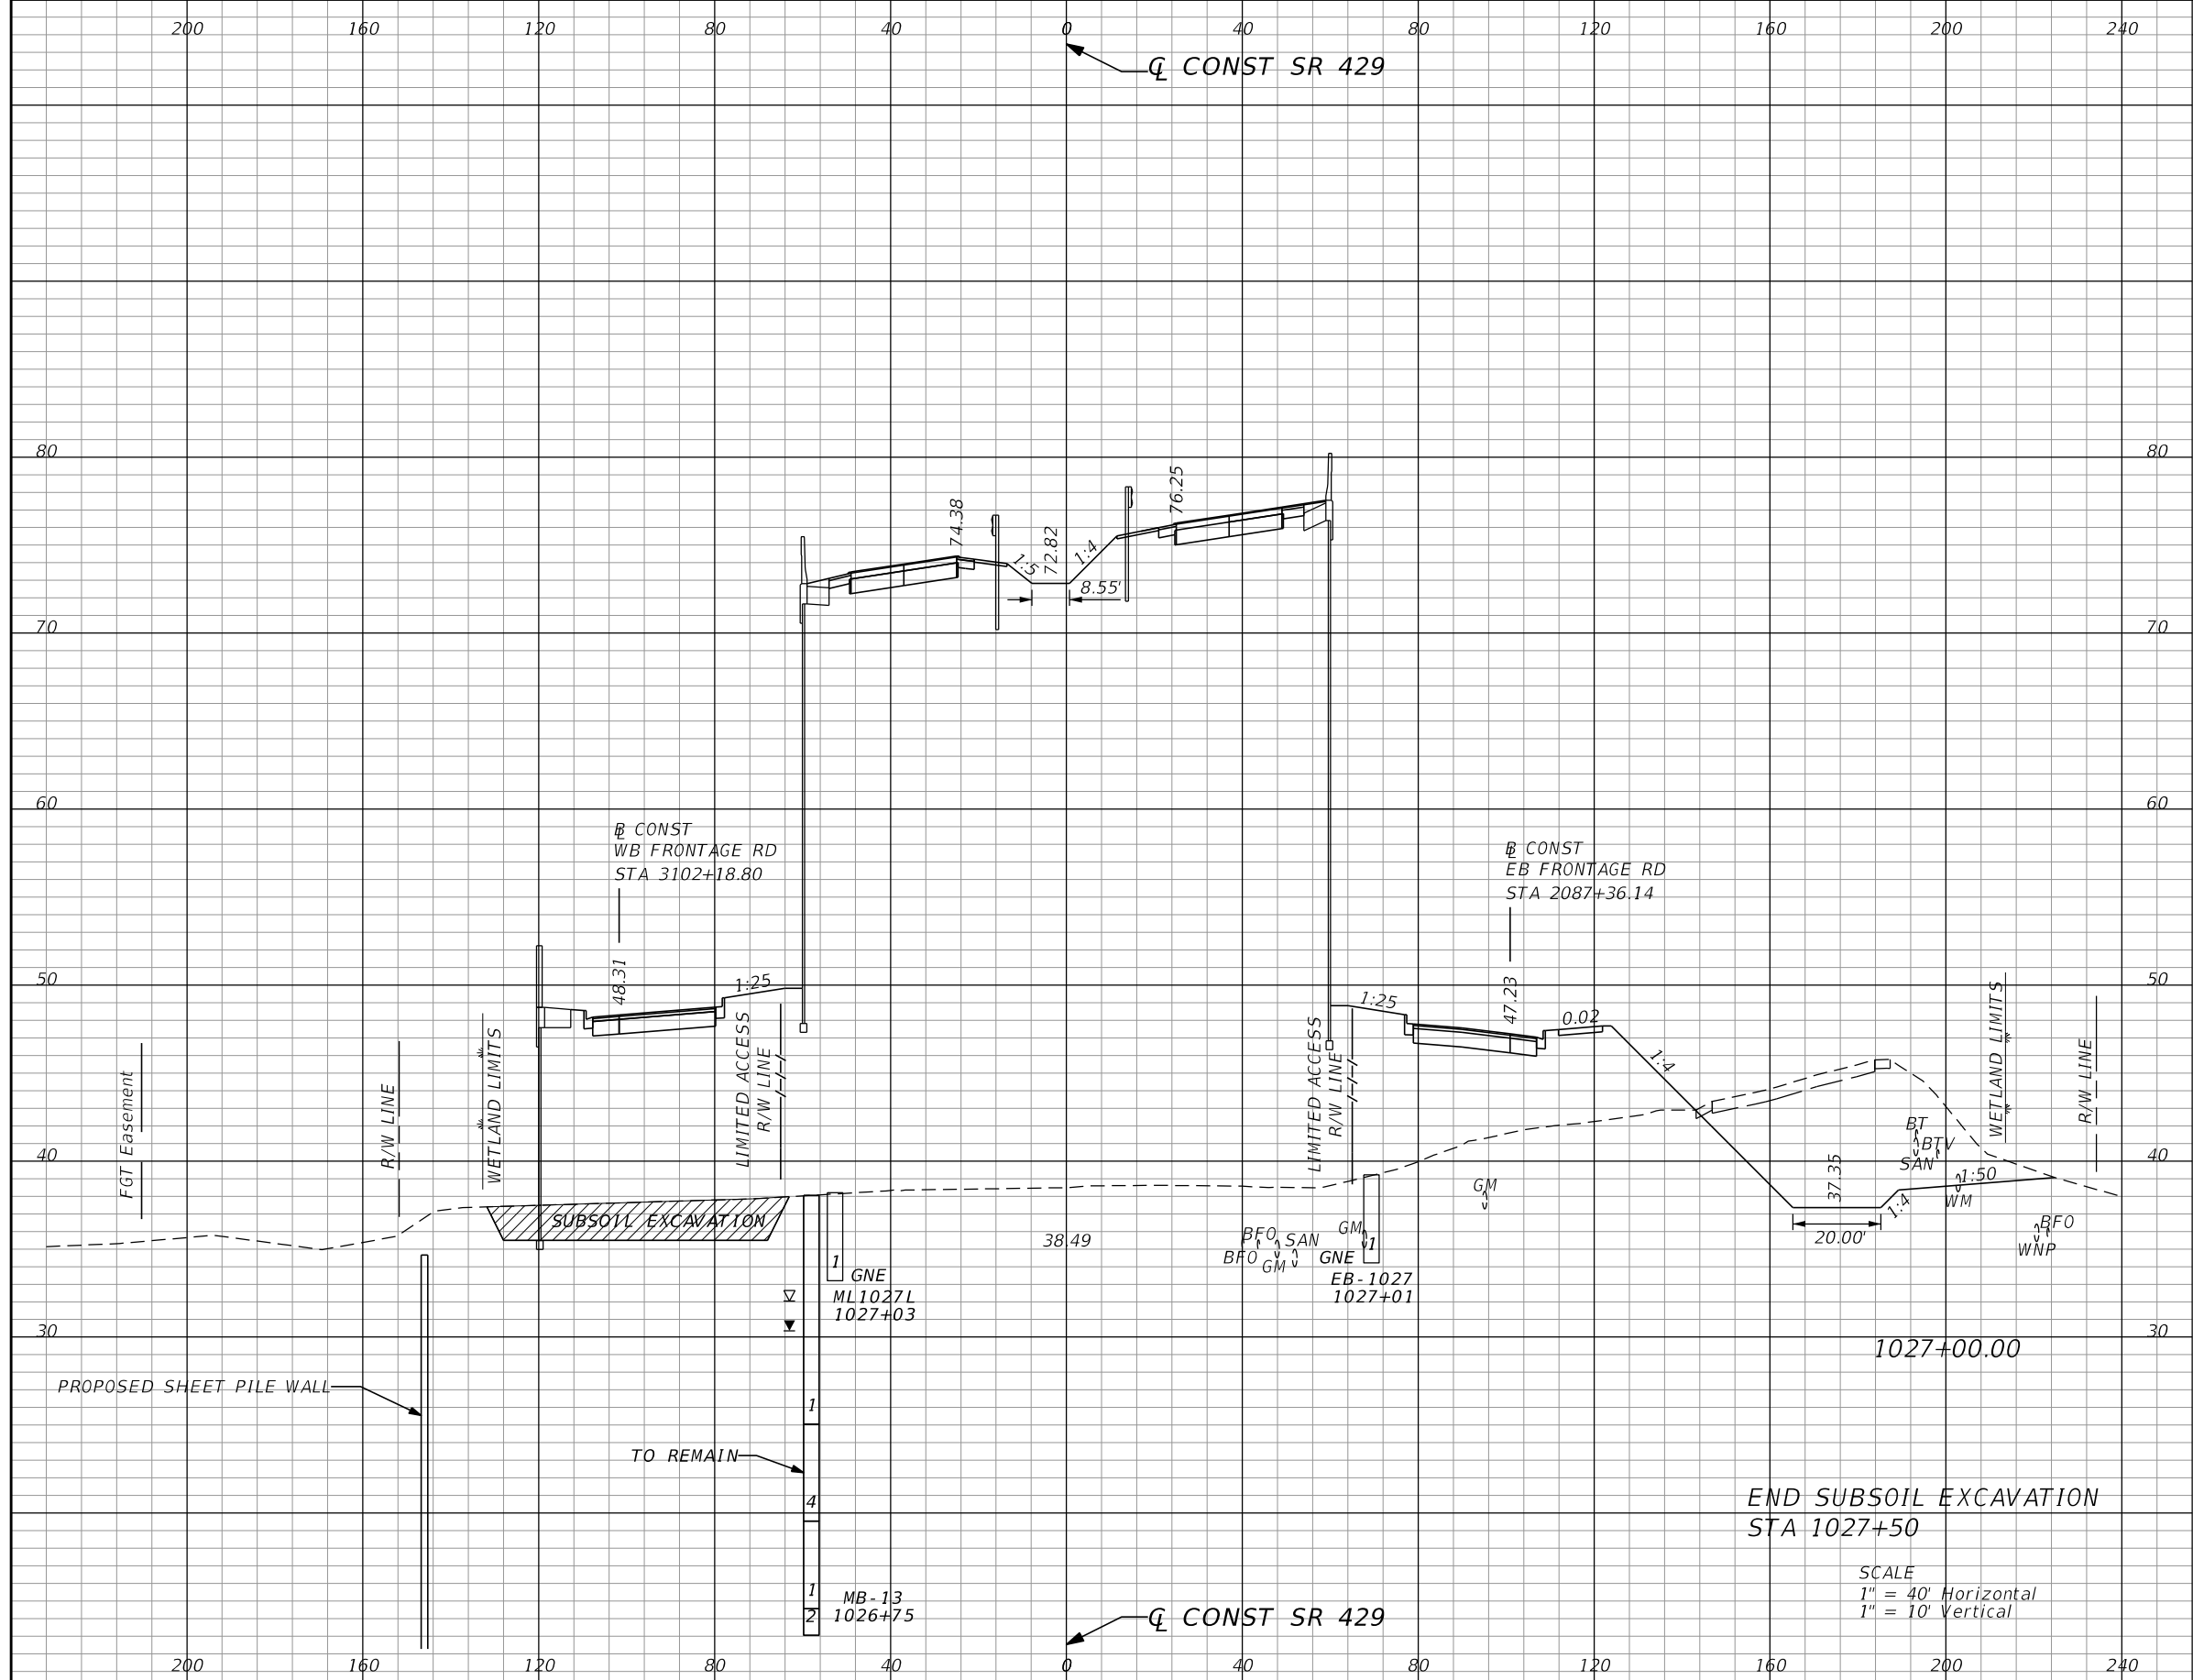 200 160 120 80 40 0 40 80 120 160 200 240
℄ CONST SR 429
80 80
76.25
74.38
72.82
1:5
1:4
8.55'
70 70
60 60
℄ CONST
WB FRONTAGE RD
STA 3102+18.80
B CONST
EB FRONTAGE RD
STA 2087+36.14
50 50
48.31
1:25
1:25
47.23
0.02
1:4
FGT Easement
R/W LINE
WETLAND LIMITS
LIMITED ACCESS
R/W LINE
LIMITED ACCESS
R/W LINE
WETLAND LIMITS
R/W LINE
40 40
BT
BTV
SAN
1:50
WM
37.35
1:4
20.00'
BFO
WNP
GM
SUBSOIL EXCAVATION
38.49
BFO
BFO
GM
SAN
GM
GNE
1
EB-1027
1027+01
1
GNE
ML1027L
1027+03
30 30
1027+00.00
PROPOSED SHEET PILE WALL
1
TO REMAIN
4
END SUBSOIL EXCAVATION
STA 1027+50
SCALE
1" = 40' Horizontal
1" = 10' Vertical
1
2
MB-13
1026+75
℄ CONST SR 429
200 160 120 80 40 0 40 80 120 160 200 240